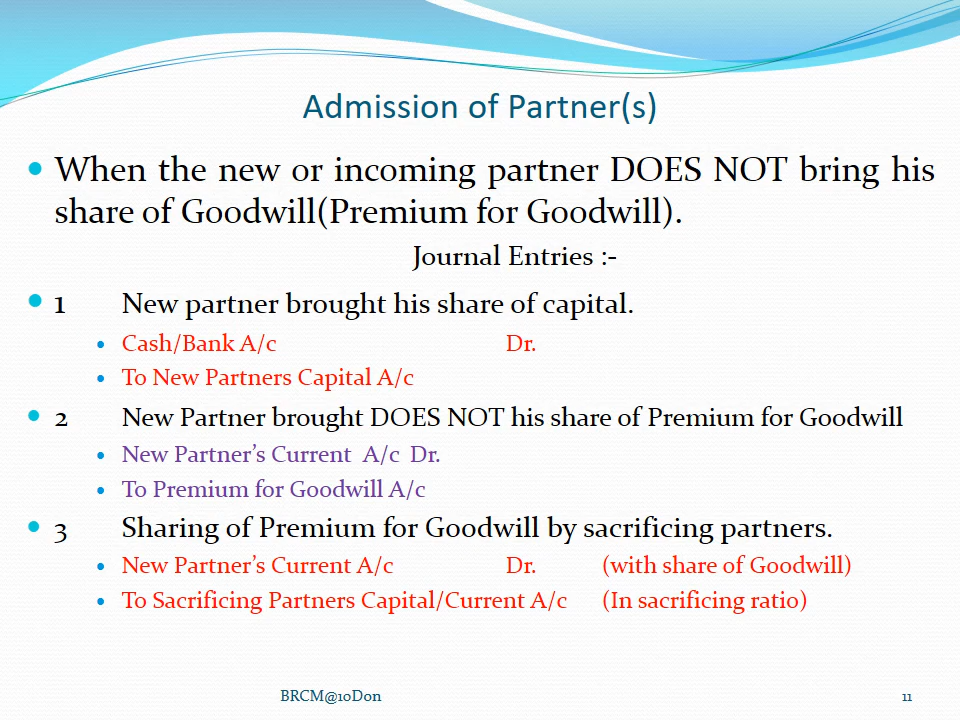 Admission of Partner(s)
When the new or incoming partner DOES NOT bring his
share of Goodwill(Premium for Goodwill).
Journal Entries :-
1 New partner brought his share of capital.
Cash/Bank A/c Dr.
To New Partners Capital A/c
2 New Partner brought DOES NOT his share of Premium for Goodwill
New Partner’s Current A/c Dr.
To Premium for Goodwill A/c
3 Sharing of Premium for Goodwill by sacrificing partners.
New Partner’s Current A/c Dr. (with share of Goodwill)
To Sacrificing Partners Capital/Current A/c (In sacrificing ratio)
BRCM@10Don 11